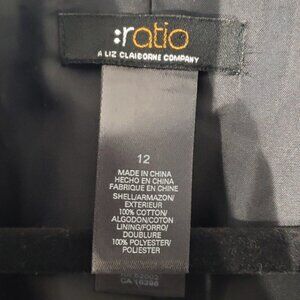 :ratio
A LIZ CLAIBORNE COMPANY
12
MADE IN CHINA
HECHO EN CHINA
FABRIQUE EN CHINE
SHELL/ARMAZON/
EXTERIEUR
100% COTTON/
ALGODON/COTON
LINING/FORRO/
DOUBLURE
100% POLYESTER/
POLIESTER